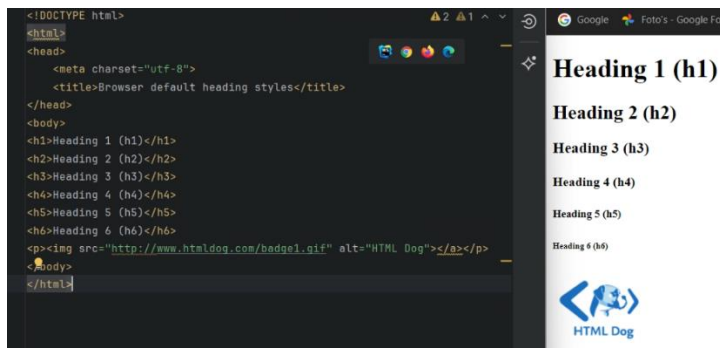 <!DOCTYPE html>
2 1
<html>
<head>
<meta charset="utf-8">
<title>Browser default heading styles</title>
</head>
<body>
<h1>Heading 1 (h1)</h1>
<h2>Heading 2 (h2)</h2>
<h3>Heading 3 (h3)</h3>
<h4>Heading 4 (h4)</h4>
<h5>Heading 5 (h5)</h5>
<h6>Heading 6 (h6)</h6>
<p><img src="http://www.htmldog.com/badge1.gif" alt="HTML Dog"></a></p>
</body>
</html>
Google Foto's - Google Fo
Heading 1 (h1)
Heading 2 (h2)
Heading 3 (h3)
Heading 4 (h4)
Heading 5 (h5)
Heading 6 (h6)
HTML Dog